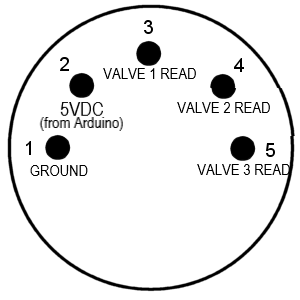 3
VALVE 1 READ
2
5VDC
(from Arduino)
4
VALVE 2 READ
1
GROUND
5
VALVE 3 READ